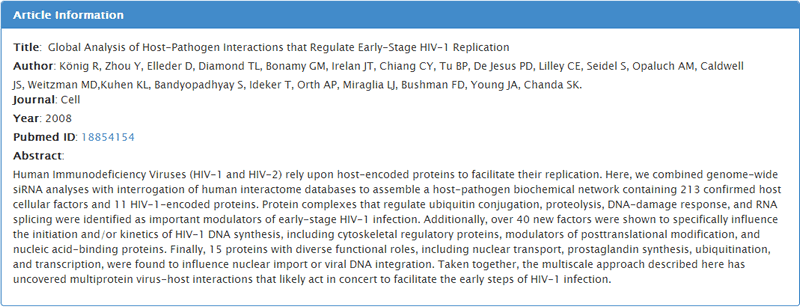 Article Information
Title: Global Analysis of Host-Pathogen Interactions that Regulate Early-Stage HIV-1 Replication
Author: König R, Zhou Y, Elleder D, Diamond TL, Bonamy GM, Irelan JT, Chiang CY, Tu BP, De Jesus PD, Lilley CE, Seidel S, Opaluch AM, Caldwell
JS, Weitzman MD,Kuhen KL, Bandyopadhyay S, Ideker T, Orth AP, Miraglia LJ, Bushman FD, Young JA, Chanda SK.
Journal: Cell
Year: 2008
Pubmed ID: 18854154
Abstract:
Human Immunodeficiency Viruses (HIV-1 and HIV-2) rely upon host-encoded proteins to facilitate their replication. Here, we combined genome-wide
siRNA analyses with interrogation of human interactome databases to assemble a host-pathogen biochemical network containing 213 confirmed host
cellular factors and 11 HIV-1-encoded proteins. Protein complexes that regulate ubiquitin conjugation, proteolysis, DNA-damage response, and RNA
splicing were identified as important modulators of early-stage HIV-1 infection. Additionally, over 40 new factors were shown to specifically influence
the initiation and/or kinetics of HIV-1 DNA synthesis, including cytoskeletal regulatory proteins, modulators of posttranslational modification, and
nucleic acid-binding proteins. Finally, 15 proteins with diverse functional roles, including nuclear transport, prostaglandin synthesis, ubiquitination,
and transcription, were found to influence nuclear import or viral DNA integration. Taken together, the multiscale approach described here has
uncovered multiprotein virus-host interactions that likely act in concert to facilitate the early steps of HIV-1 infection.